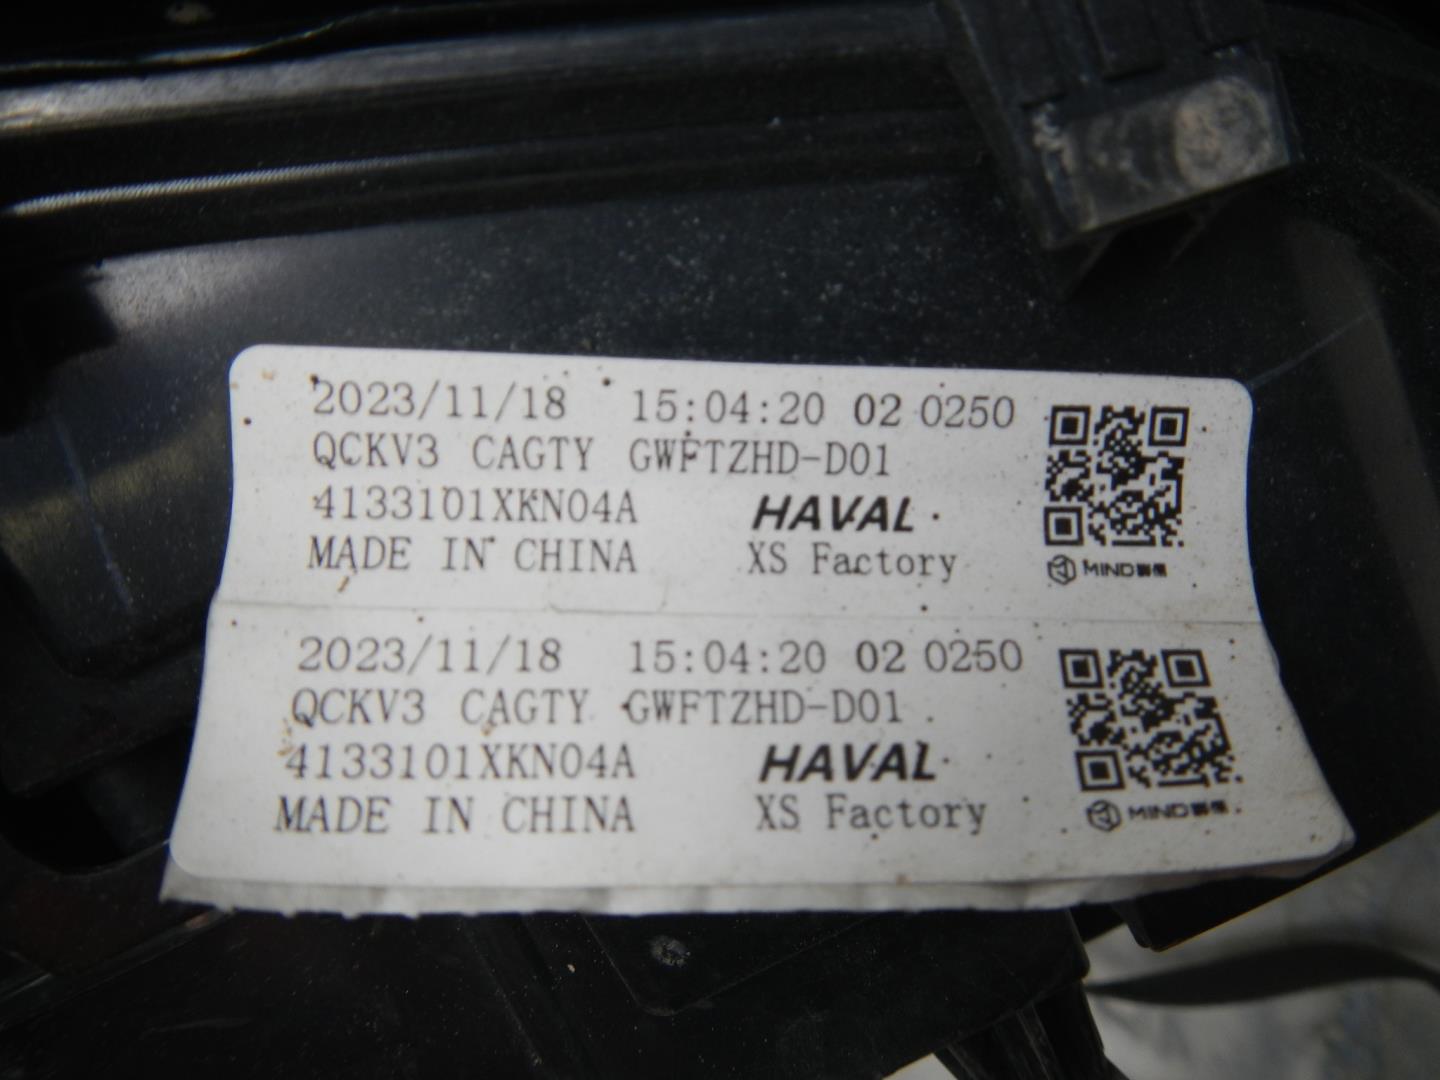 2023/11/18 15:04:20 02 0250
QCKV3 CAGTY GWFTZHD-D01
4133101XKN04A HAVAL
MADE IN CHINA XS Factory
MIND
2023/11/18 15:04:20 02 0250
QCKV3 CAGTY GWFTZHD-D01
4133101XKN04A HAVAL
MADE IN CHINA XS Factory
MIND